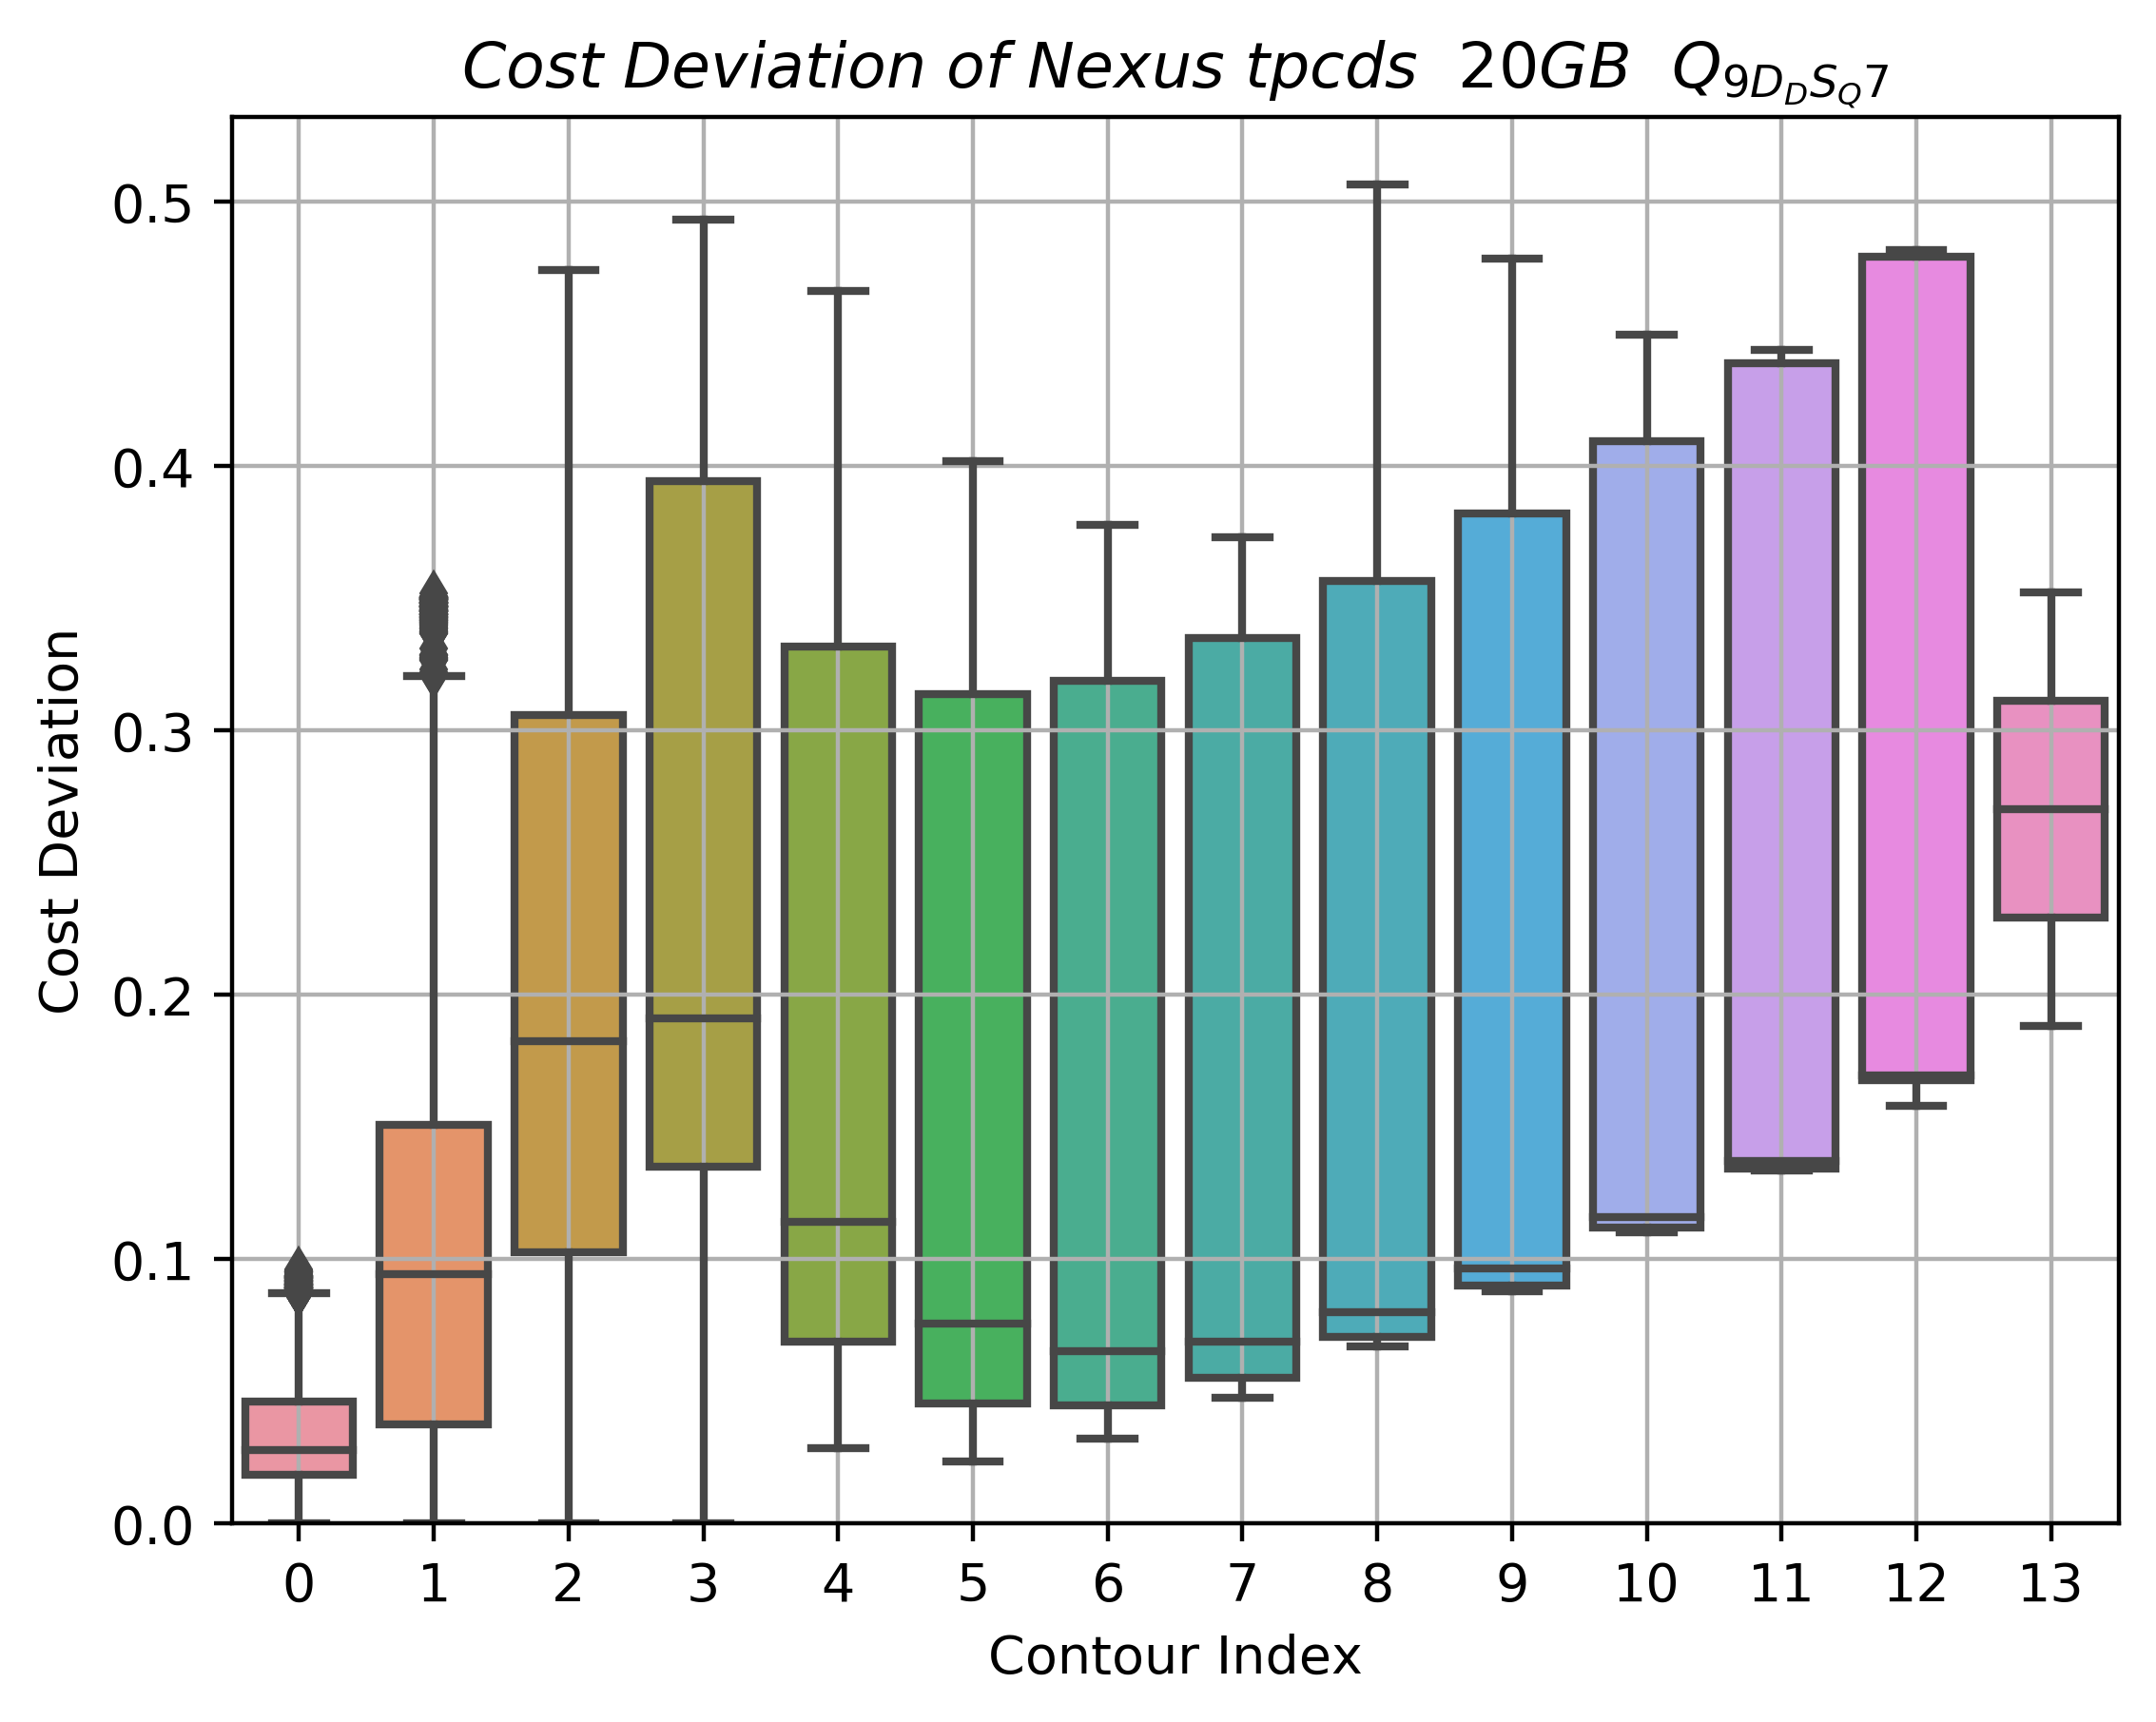 Cost Deviation of Nexus tpcds 20GB Q9DDSQ7
0.5
0.4
0.3
0.2
0.1
0.0
Cost Deviation
0 1 2 3 4 5 6 7 8 9 10 11 12 13
Contour Index